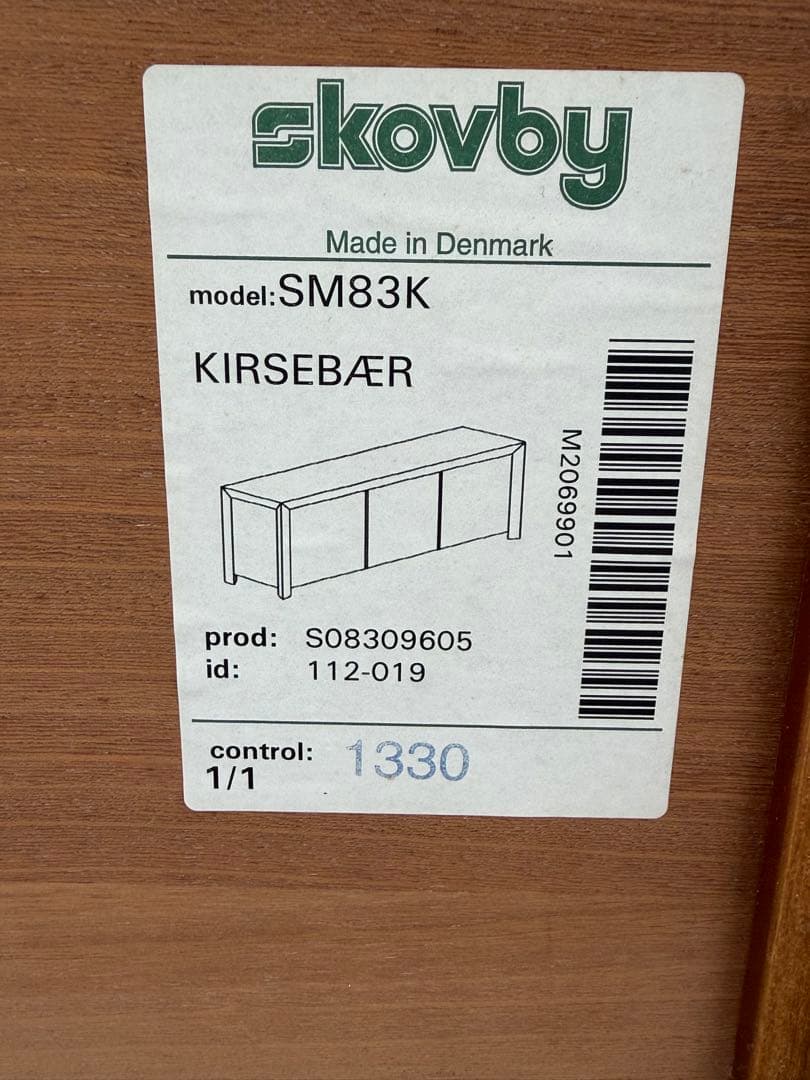 skovby
Made in Denmark
model: SM83K
KIRSEBÆR
M2069901
prod: S08309605
id: 112-019
control: 1330
1/1